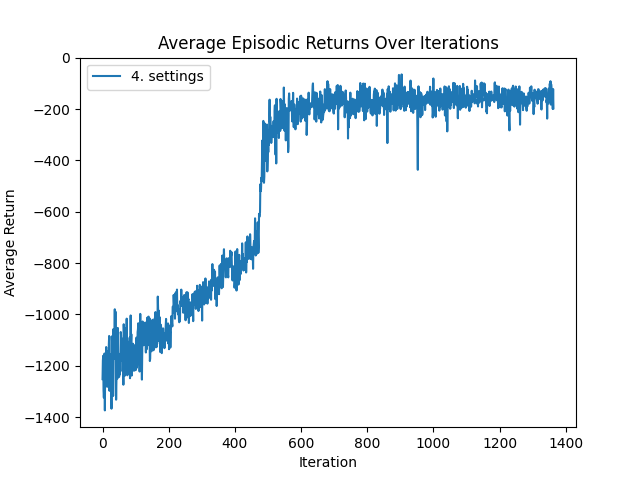 Average Episodic Returns Over Iterations
4. settings
Average Return
0
−200
−400
−600
−800
−1000
−1200
−1400
0 200 400 600 800 1000 1200 1400
Iteration